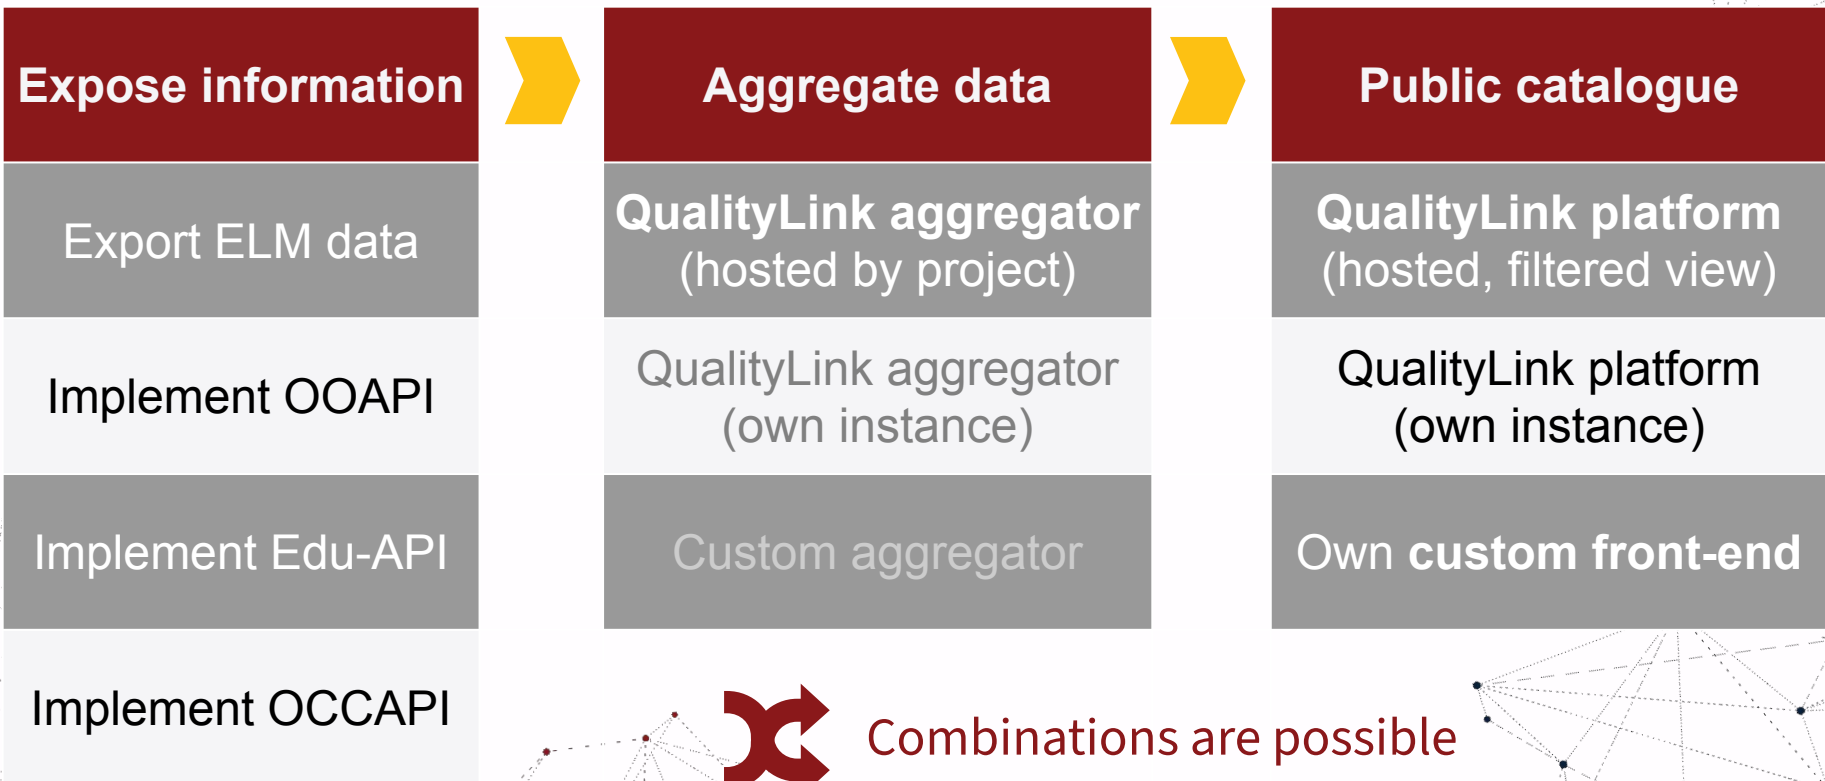 Expose information
Aggregate data
Public catalogue
Export ELM data
QualityLink aggregator
(hosted by project)
QualityLink platform
(hosted, filtered view)
Implement OOAPI
QualityLink aggregator
(own instance)
QualityLink platform
(own instance)
Implement Edu-API
Custom aggregator
Own custom front-end
Implement OCCAPI
Combinations are possible